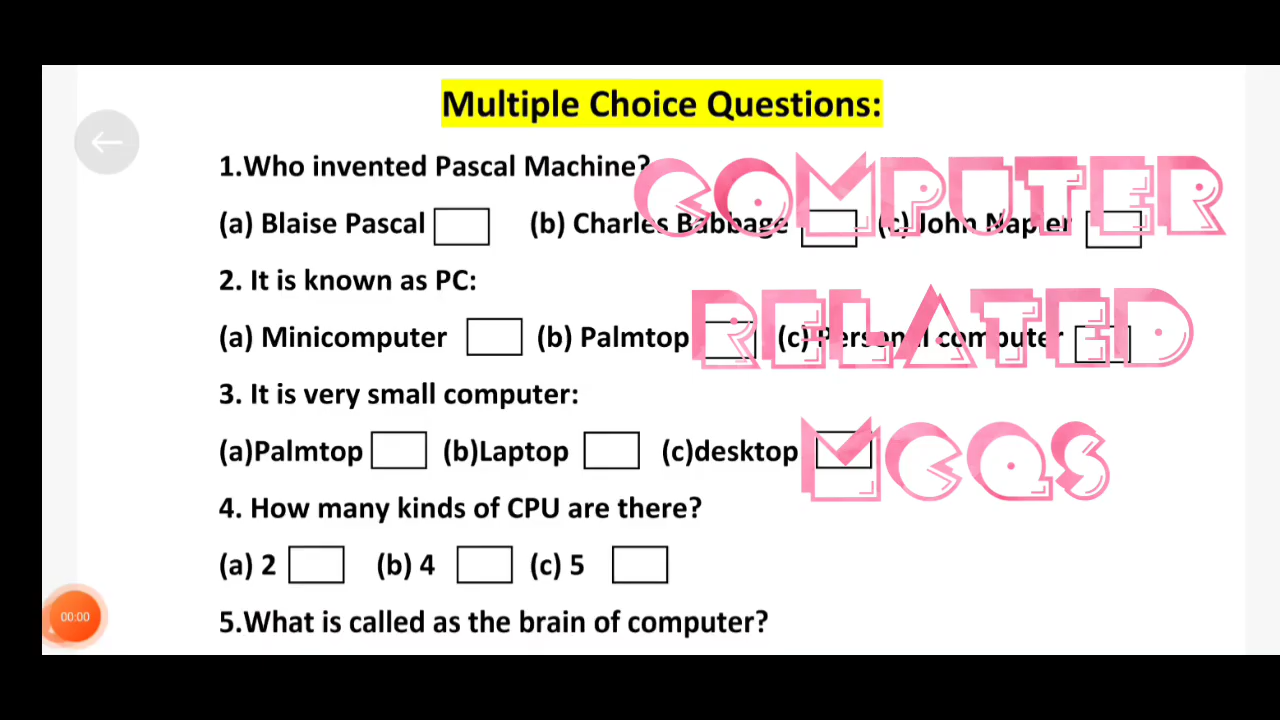 Multiple Choice Questions:
1.Who invented Pascal Machine?
(a) Blaise Pascal (b) Charles Babbage (c) John Napier
2. It is known as PC:
(a) Minicomputer (b) Palmtop (c) Personal computer
3. It is very small computer:
(a)Palmtop (b)Laptop (c)desktop
4. How many kinds of CPU are there?
(a) 2 (b) 4 (c) 5
5.What is called as the brain of computer?
COMPUTER
RELATED
MCQS
00:00